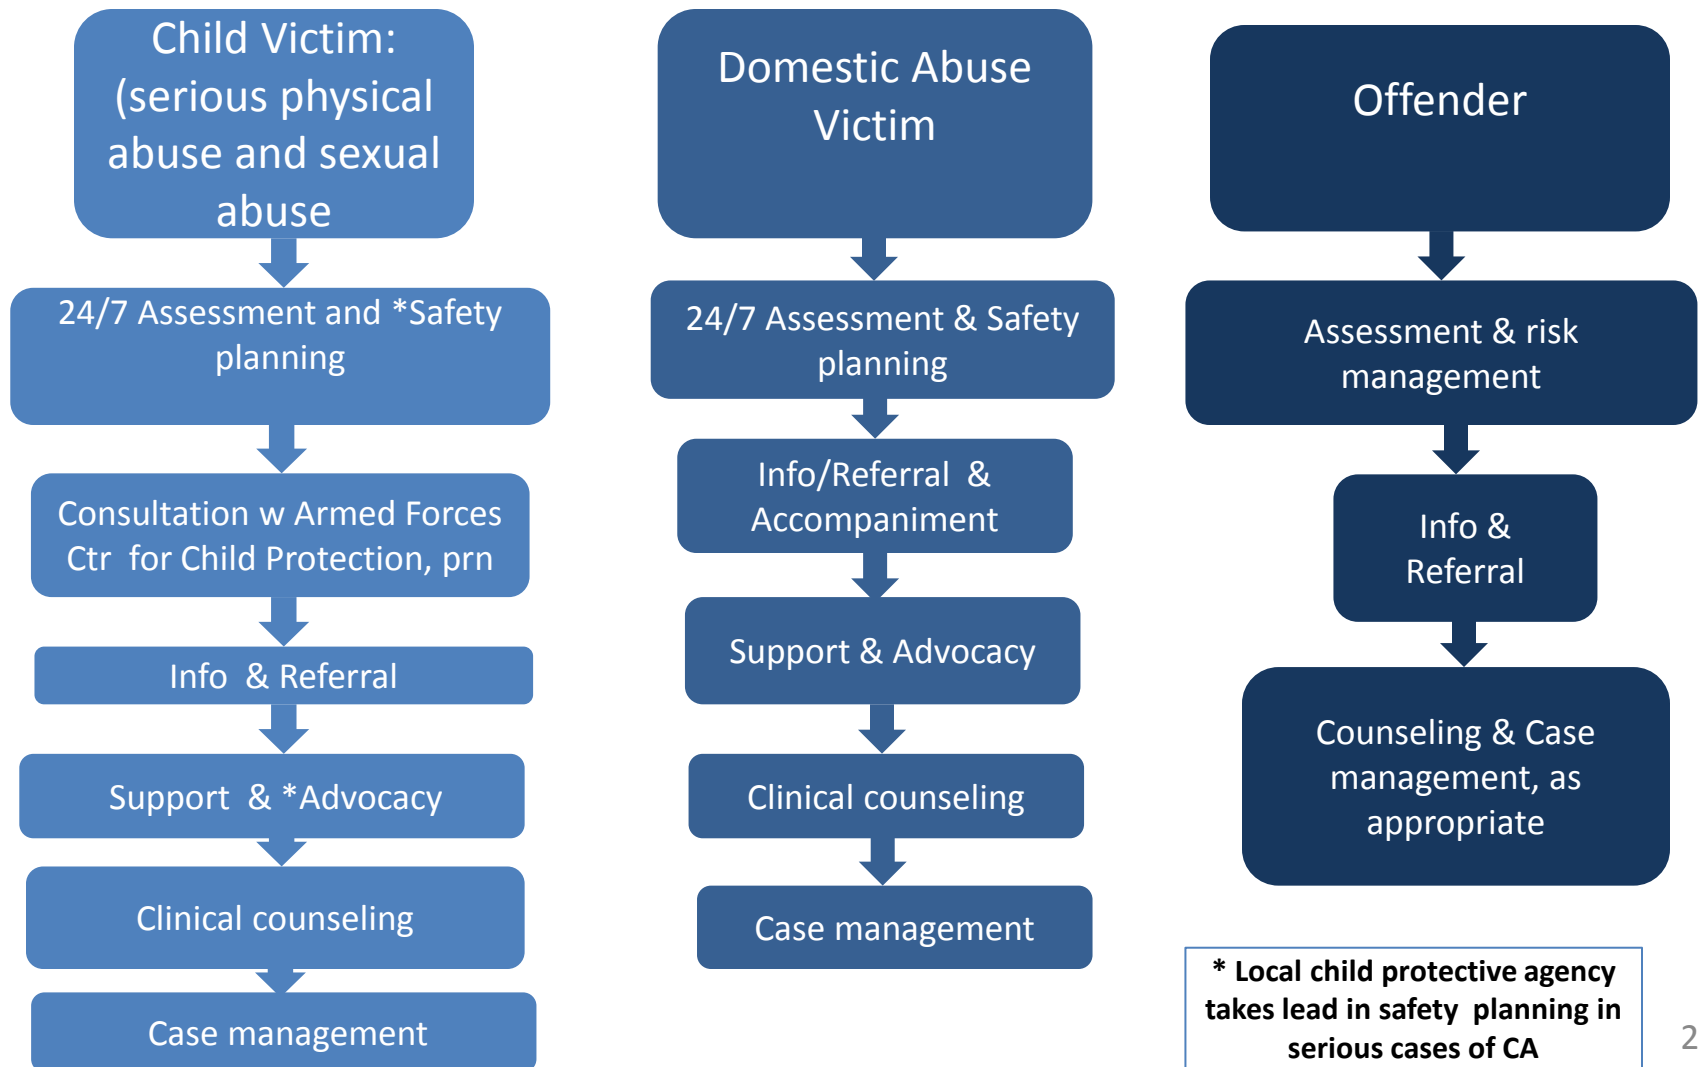 Child Victim:
(serious physical
abuse and sexual
abuse
24/7 Assessment and *Safety
planning
Consultation w Armed Forces
Ctr for Child Protection, prn
Info & Referral
Support & *Advocacy
Clinical counseling
Case management
Domestic Abuse
Victim
24/7 Assessment & Safety
planning
Info/Referral &
Accompaniment
Support & Advocacy
Clinical counseling
Case management
Offender
Assessment & risk
management
Info &
Referral
Counseling & Case
management, as
appropriate
* Local child protective agency
takes lead in safety planning in
serious cases of CA
2